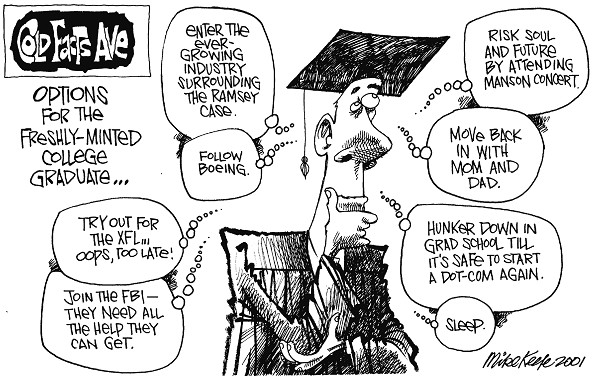 COLD FACTS AVE
OPTIONS
FOR THE
FRESHLY-MINTED
COLLEGE
GRADUATE...
ENTER THE
EVER-
GROWING
INDUSTRY
SURROUNDING
THE RAMSEY
CASE.
FOLLOW
BOEING.
TRY OUT FOR
THE XFL...
OOPS, TOO LATE!
JOIN THE FBI—
THEY NEED ALL
THE HELP THEY
CAN GET.
RISK SOUL
AND FUTURE
BY ATTENDING
MANSON CONCERT.
MOVE BACK
IN WITH
MOM AND
DAD.
HUNKER DOWN IN
GRAD SCHOOL TILL
IT'S SAFE TO START
A DOT-COM AGAIN.
SLEEP.
Mike Keefe 2001